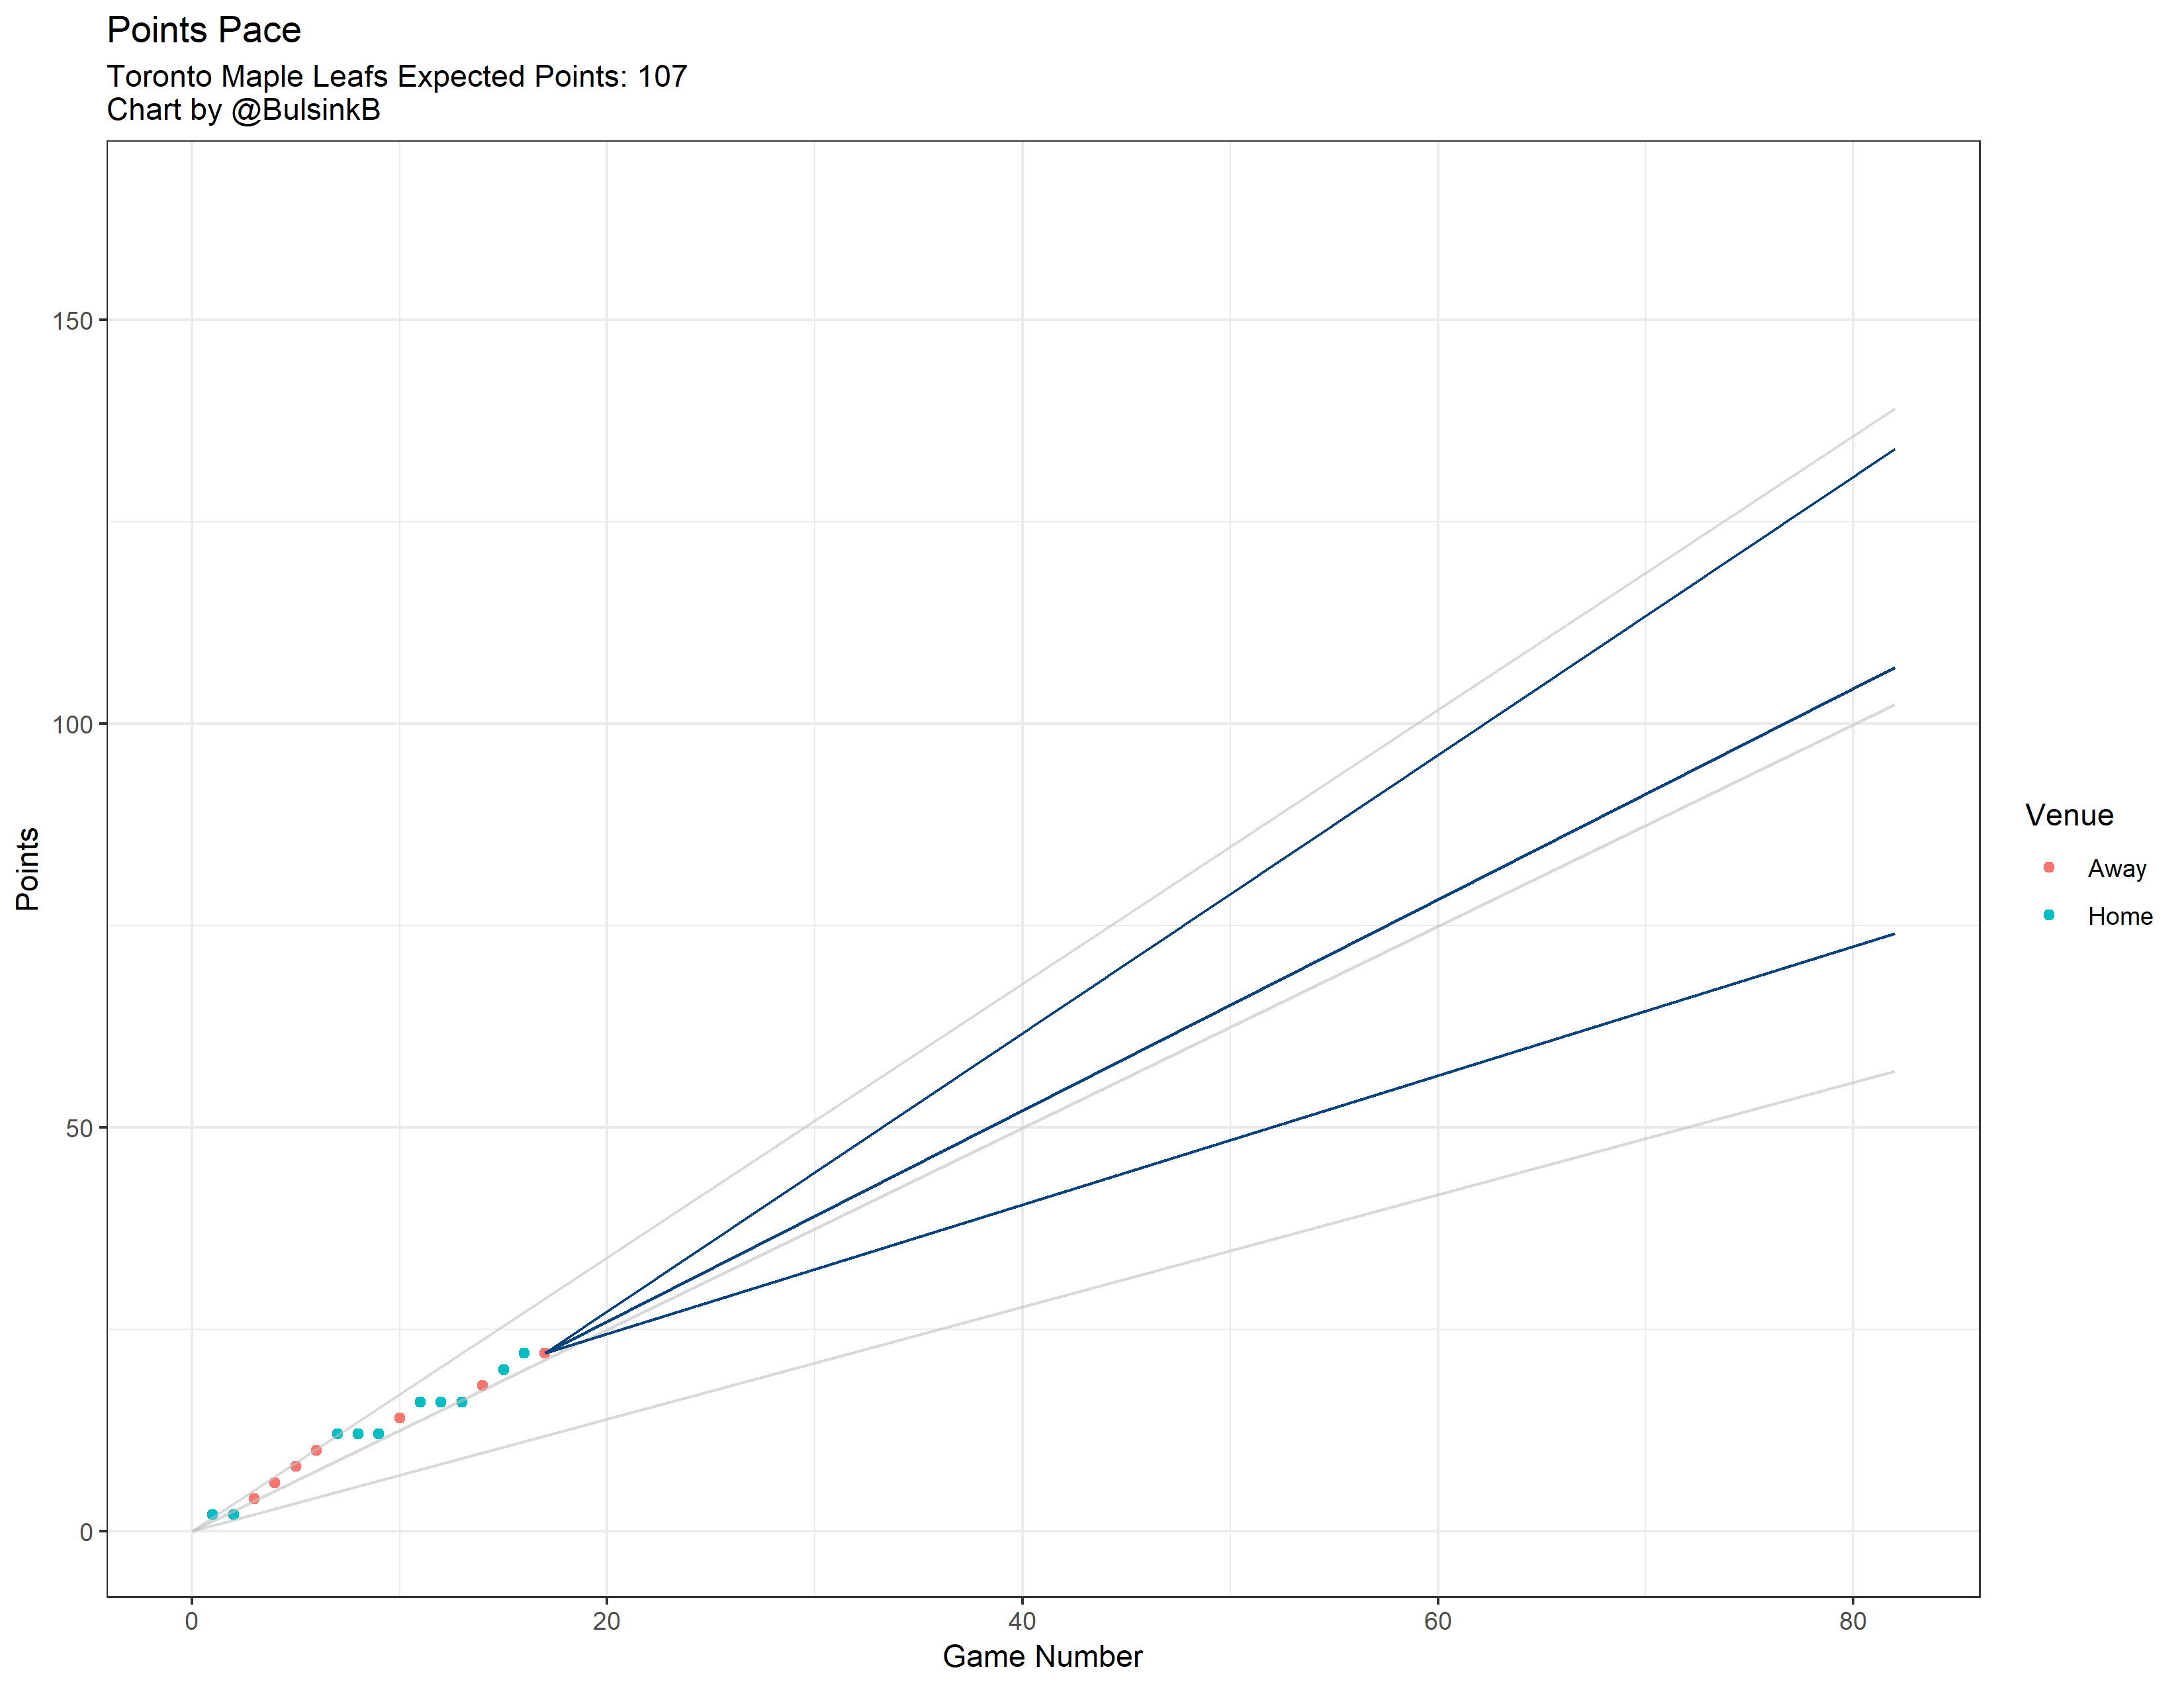 Points Pace
Toronto Maple Leafs Expected Points: 107
Chart by @BulsinkB
150
100
50
0
Points
0
20
40
60
80
Game Number
Venue
Away
Home